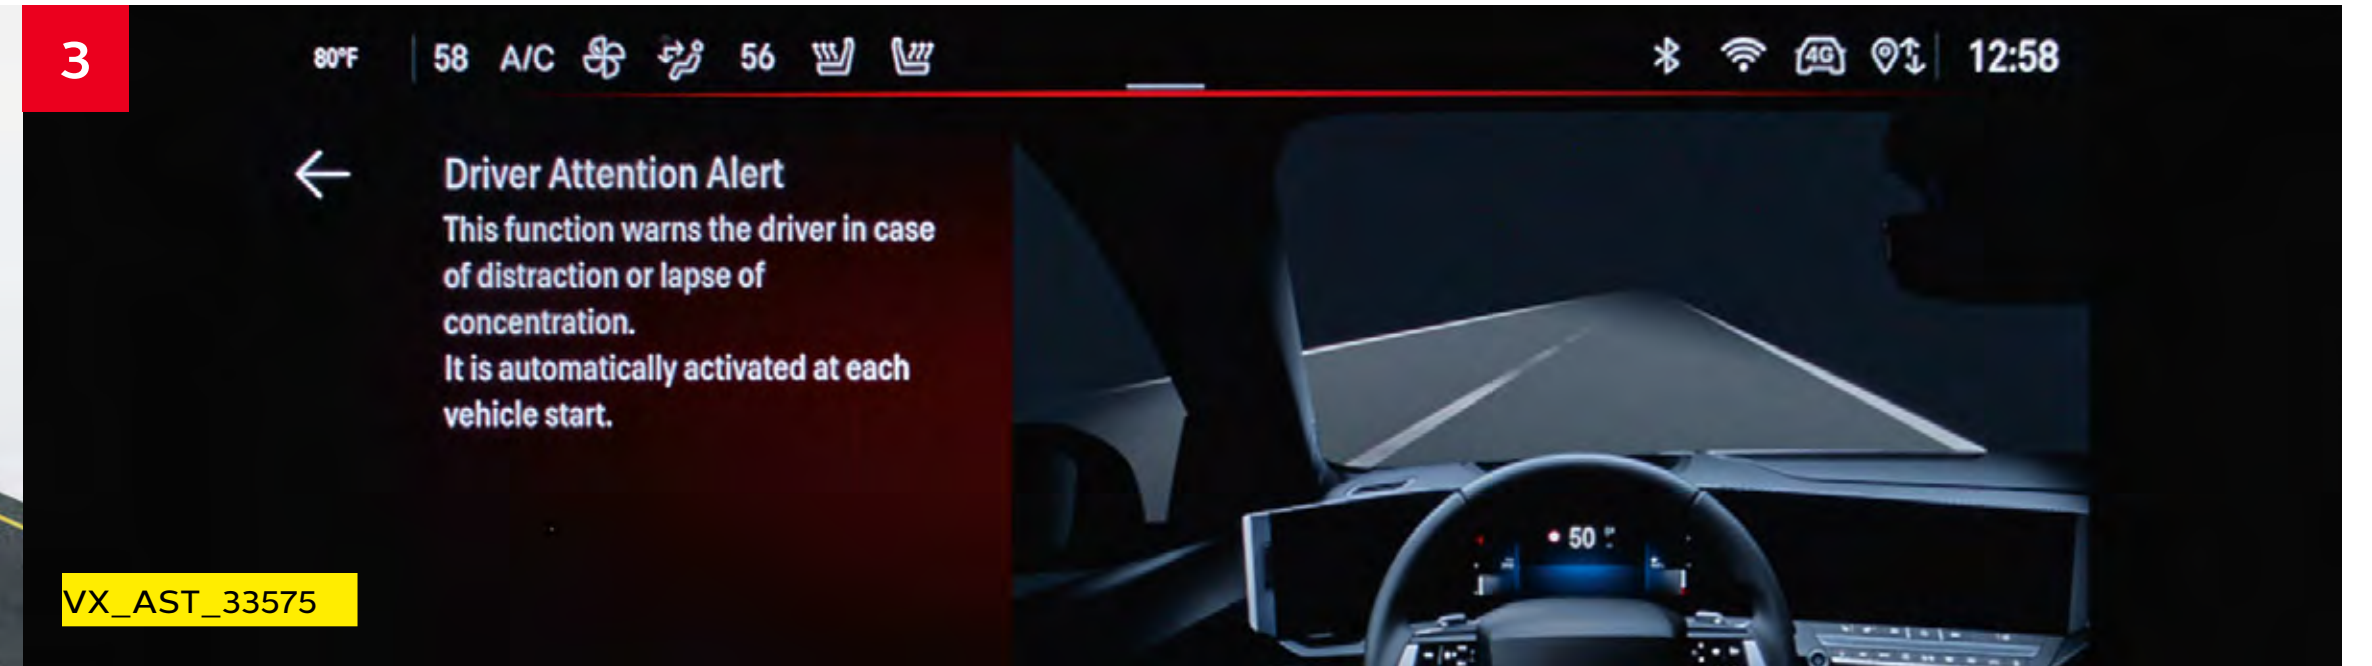 3
80°F 58 A/C 56 4G 12:58
Driver Attention Alert
This function warns the driver in case
of distraction or lapse of
concentration.
It is automatically activated at each
vehicle start.
50
VX_AST_33575